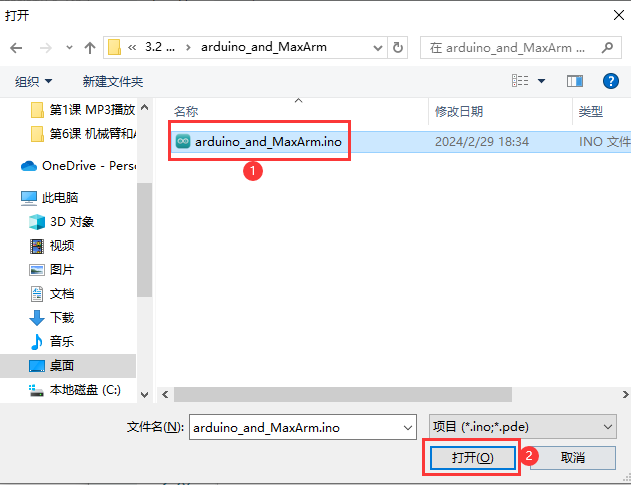 打开
« 3.2 ... › arduino_and_MaxArm
在 arduino_and_MaxArm ...
组织
新建文件夹
?
名称
修改日期
类型
第1课 MP3播放
第6课 机械臂和A
OneDrive - Pers
此电脑
3D 对象
视频
图片
文档
下载
音乐
桌面
本地磁盘 (C:)
arduino_and_MaxArm.ino
2024/2/29 18:34
INO 文件
1
文件名(N):
arduino_and_MaxArm.ino
项目 (*.ino;*.pde)
打开(O)
2
取消